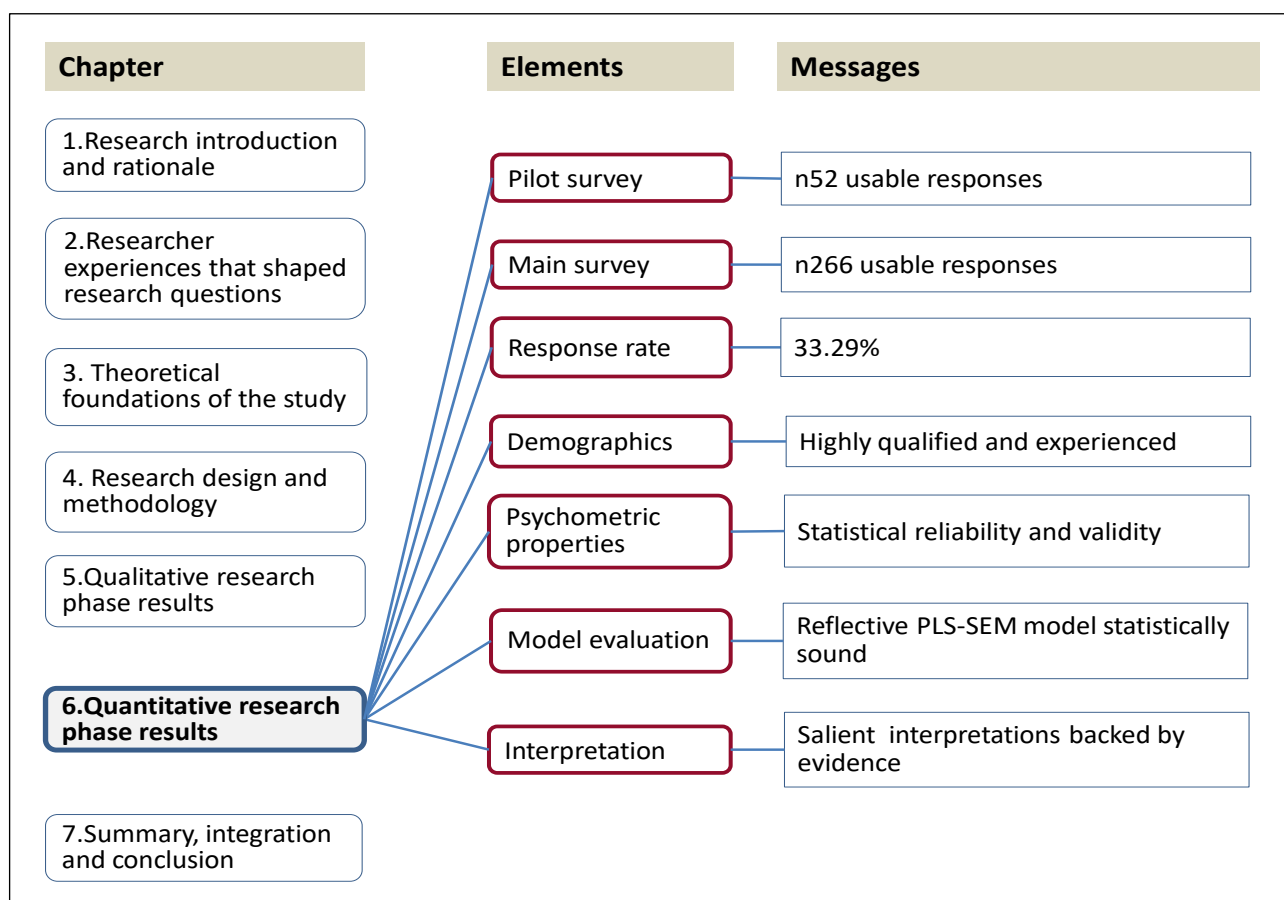 Chapter
Elements
Messages
1.Research introduction
and rationale
2.Researcher
experiences that shaped
research questions
3. Theoretical
foundations of the study
4. Research design and
methodology
5.Qualitative research
phase results
6.Quantitative research
phase results
7.Summary, integration
and conclusion
Pilot survey
n52 usable responses
Main survey
n266 usable responses
Response rate
33.29%
Demographics
Highly qualified and experienced
Psychometric
properties
Statistical reliability and validity
Model evaluation
Reflective PLS-SEM model statistically
sound
Interpretation
Salient  interpretations backed by
evidence